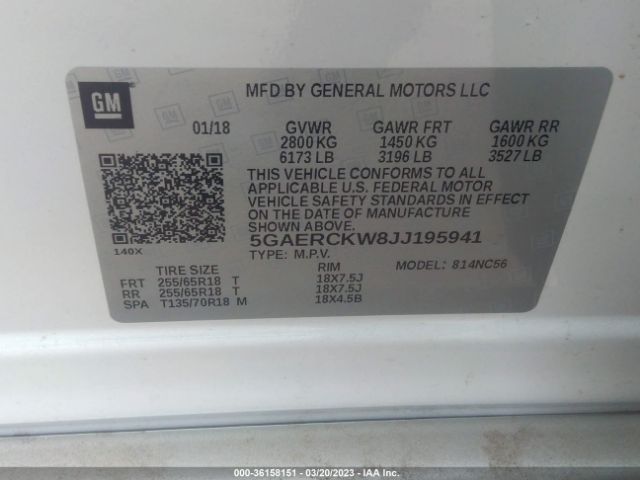 GM
MFD BY GENERAL MOTORS LLC
01/18 GVWR GAWR FRT GAWR RR
2800 KG 1450 KG 1600 KG
6173 LB 3196 LB 3527 LB
THIS VEHICLE CONFORMS TO ALL
APPLICABLE U.S. FEDERAL MOTOR
VEHICLE SAFETY STANDARDS IN EFFECT
ON THE DATE OF MANUFACTURE
SHOWN ABOVE.
5GAERCKW8JJ195941
140X
TYPE: M.P.V. MODEL: 814NC56
TIRE SIZE RIM
FRT 255/65R18 T 18X7.5J
RR 255/65R18 T 18X7.5J
SPA T135/70R18 M 18X4.5B
000-36158151 — 03/20/2023 — IAA Inc.